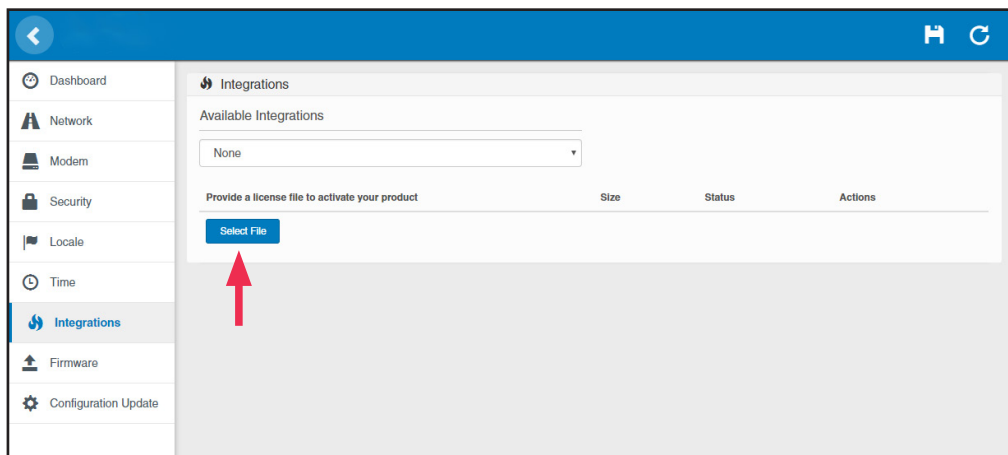 Dashboard
Network
Modem
Security
Locale
Time
Integrations
Firmware
Configuration Update
Integrations
Available Integrations
None
Provide a license file to activate your product Size Status Actions
Select File